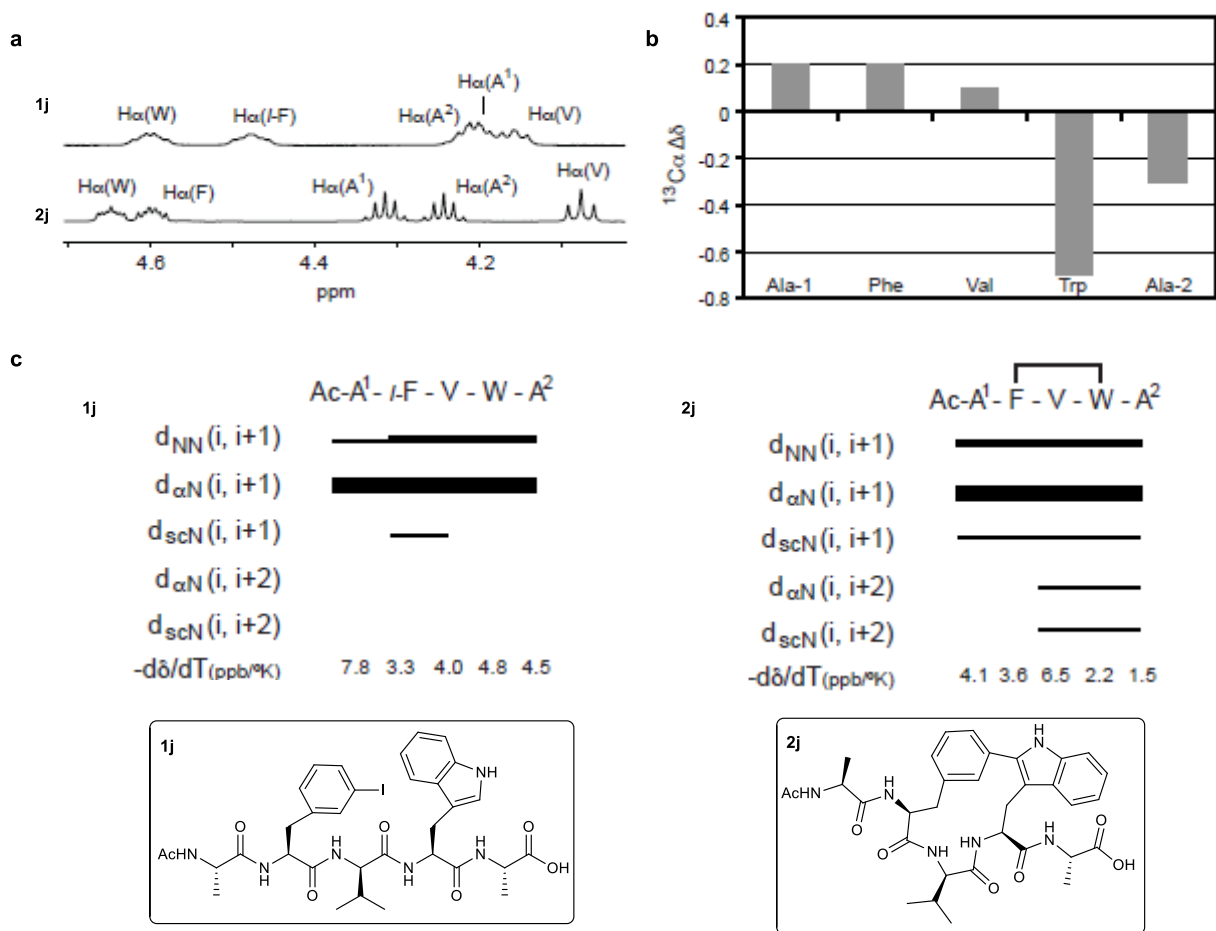 a
1j
Hα(W)
Hα(I-F)
Hα(A²)
Hα(A¹)
Hα(V)
2j
Hα(W)
Hα(F)
Hα(A¹)
Hα(A²)
Hα(V)
4.6 4.4 4.2
ppm
b
¹³Cα Δδ
0.4
0.2
0
-0.2
-0.4
-0.6
-0.8
Ala-1 Phe Val Trp Ala-2
c
1j
Ac-A¹- I-F - V - W - A²
dNN(i, i+1)
dαN(i, i+1)
dscN(i, i+1)
dαN(i, i+2)
dscN(i, i+2)
-dδ/dT(ppb/ºK) 7.8 3.3 4.0 4.8 4.5
2j
Ac-A¹- F - V - W - A²
dNN(i, i+1)
dαN(i, i+1)
dscN(i, i+1)
dαN(i, i+2)
dscN(i, i+2)
-dδ/dT(ppb/ºK) 4.1 3.6 6.5 2.2 1.5
1j
I
NH
O
H
N
O
H
N
O
AcHN
N
H
O
N
H
O
OH
2j
H
N
AcHN
O
H
N
O
N
H
O
HN
H
N
O
O
OH